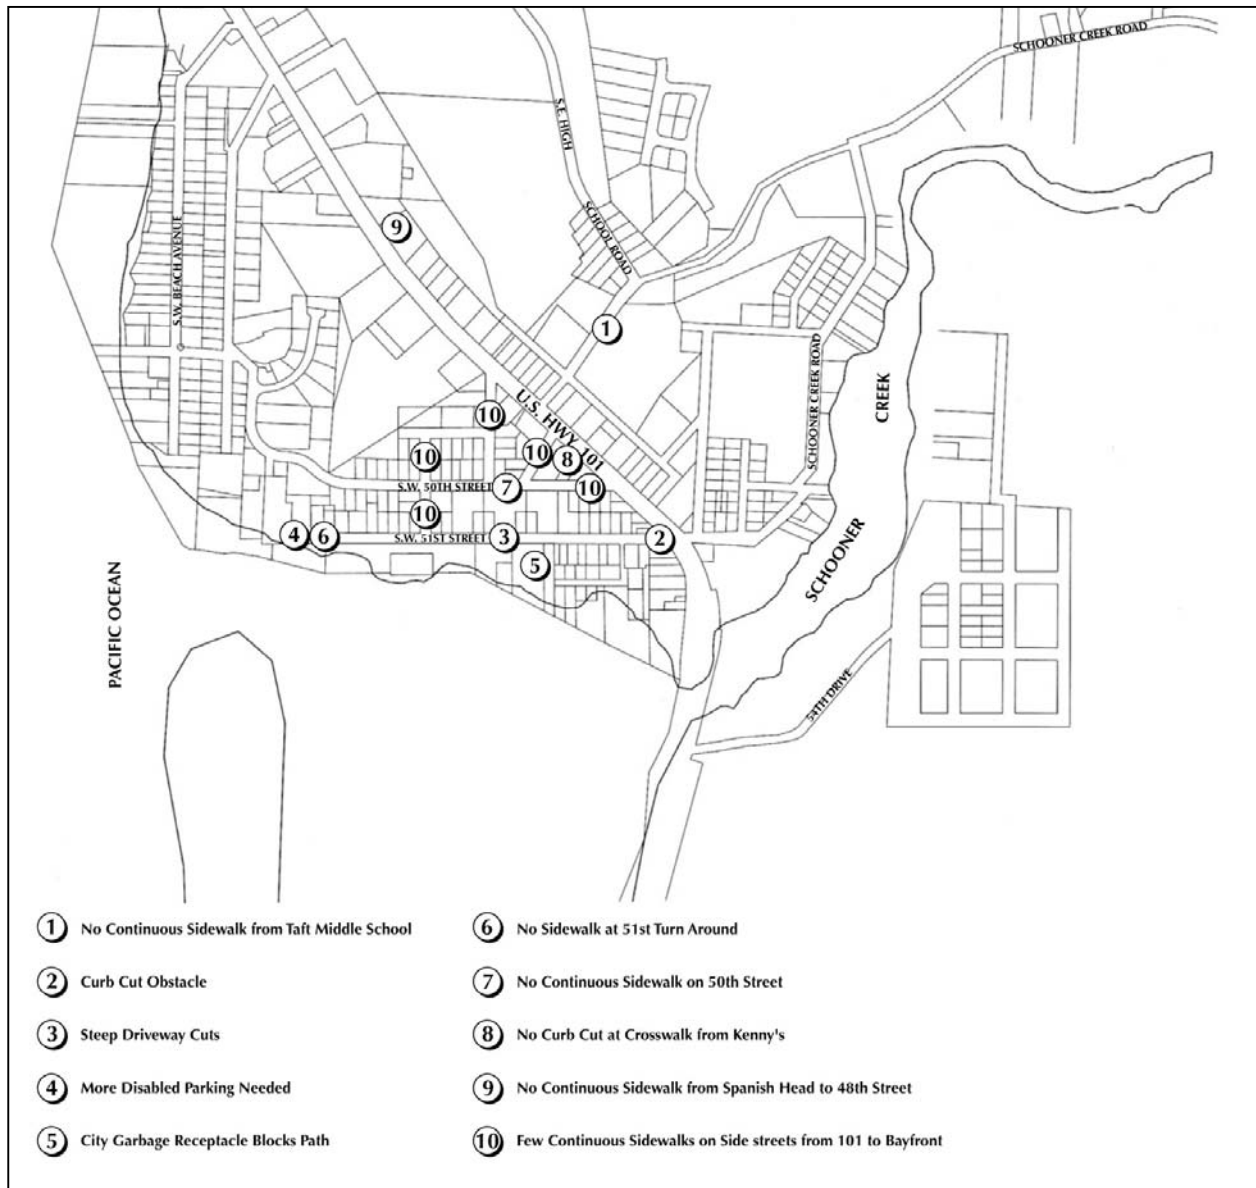 SCHOONER CREEK ROAD
S.E. HIGH
SCHOOL ROAD
S.W. BEACH AVENUE
9
1
U.S. HWY 101
SCHOONER CREEK ROAD
CREEK
SCHOONER
10
10
10
8
S.W. 50TH STREET
7
10
10
4
6
S.W. 51ST STREET
3
2
5
PACIFIC OCEAN
54TH DRIVE
1 No Continuous Sidewalk from Taft Middle School
2 Curb Cut Obstacle
3 Steep Driveway Cuts
4 More Disabled Parking Needed
5 City Garbage Receptacle Blocks Path
6 No Sidewalk at 51st Turn Around
7 No Continuous Sidewalk on 50th Street
8 No Curb Cut at Crosswalk from Kenny's
9 No Continuous Sidewalk from Spanish Head to 48th Street
10 Few Continuous Sidewalks on Side streets from 101 to Bayfront